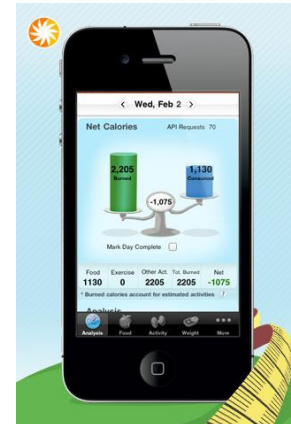 < Wed, Feb 2 >
Net Calories API Requests 70
2,205 1,130
Burned Consumed
-1,075
Mark Day Complete
Food Exercise Other Act. Tot. Burned Net
1130 0 2205 2205 -1075
* Burned calories account for estimated activities ?
Analysis
Analysis Food Activity Weight More